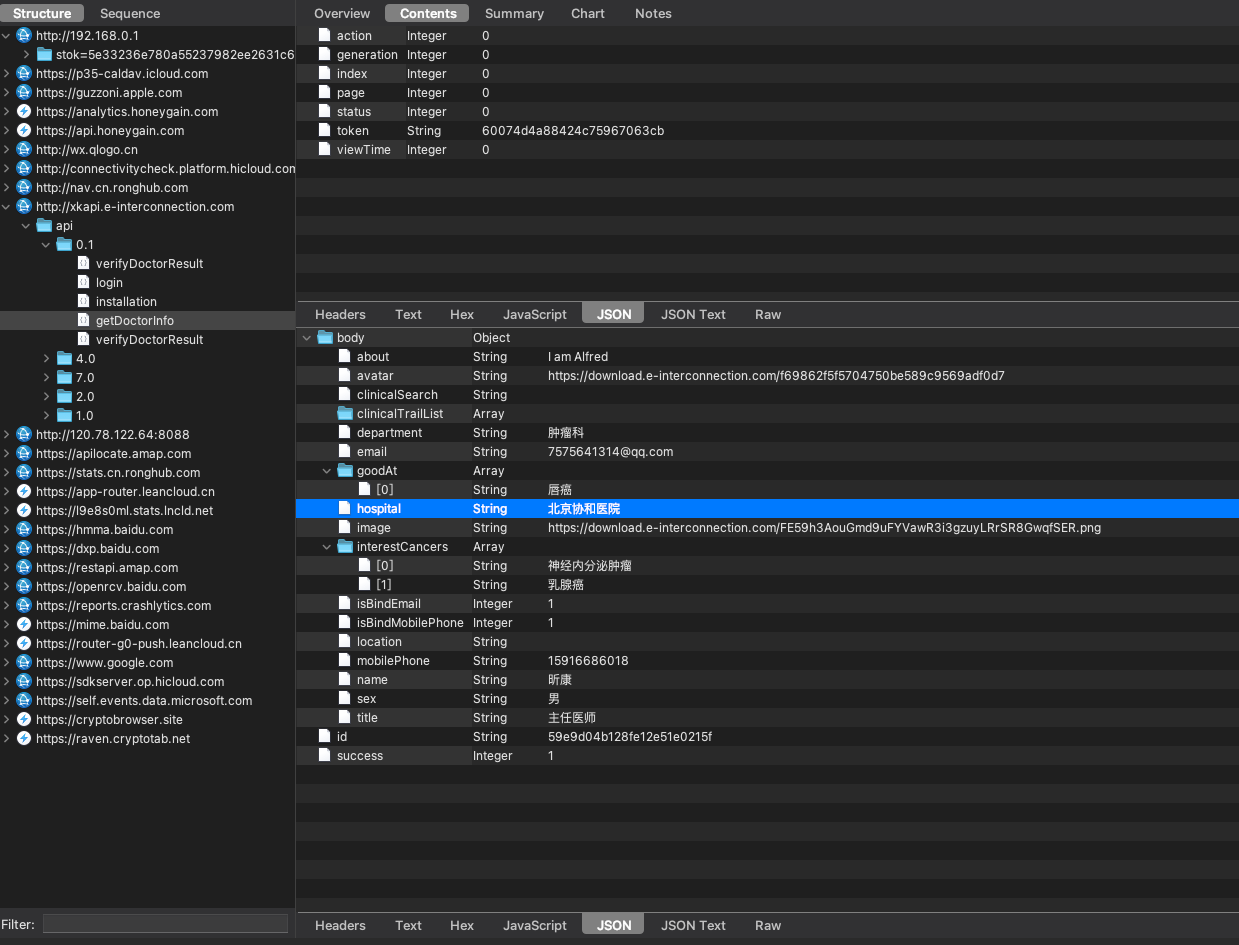 Structure Sequence
http://192.168.0.1
stok=5e33236e780a55237982ee2631c6
https://p35-caldav.icloud.com
https://guzzoni.apple.com
https://analytics.honeygain.com
https://api.honeygain.com
http://wx.qlogo.cn
http://connectivitycheck.platform.hicloud.com
http://nav.cn.ronghub.com
http://xkapi.e-interconnection.com
api
0.1
verifyDoctorResult
login
installation
getDoctorInfo
verifyDoctorResult
4.0
7.0
2.0
1.0
http://120.78.122.64:8088
https://apilocate.amap.com
https://stats.cn.ronghub.com
https://app-router.leancloud.cn
https://l9e8s0ml.stats.lncld.net
https://hmma.baidu.com
https://dxp.baidu.com
https://restapi.amap.com
https://openrcv.baidu.com
https://reports.crashlytics.com
https://mime.baidu.com
https://router-g0-push.leancloud.cn
https://www.google.com
https://sdkserver.op.hicloud.com
https://self.events.data.microsoft.com
https://cryptobrowser.site
https://raven.cryptotab.net
Filter:
Overview Contents Summary Chart Notes
action Integer 0
generation Integer 0
index Integer 0
page Integer 0
status Integer 0
token String 60074d4a88424c75967063cb
viewTime Integer 0
Headers Text Hex JavaScript JSON JSON Text Raw
body Object
about String I am Alfred
avatar String https://download.e-interconnection.com/f69862f5f5704750be589c9569adf0d7
clinicalSearch String
clinicalTrailList Array
department String 肿瘤科
email String 7575641314@qq.com
goodAt Array
[0] String 唇癌
hospital String 北京协和医院
image String https://download.e-interconnection.com/FE59h3AouGmd9uFYVawR3i3gzuyLRrSR8GwqfSER.png
interestCancers Array
[0] String 神经内分泌肿瘤
[1] String 乳腺癌
isBindEmail Integer 1
isBindMobilePhone Integer 1
location String
mobilePhone String 15916686018
name String 昕康
sex String 男
title String 主任医师
id String 59e9d04b128fe12e51e0215f
success Integer 1
Headers Text Hex JavaScript JSON JSON Text Raw